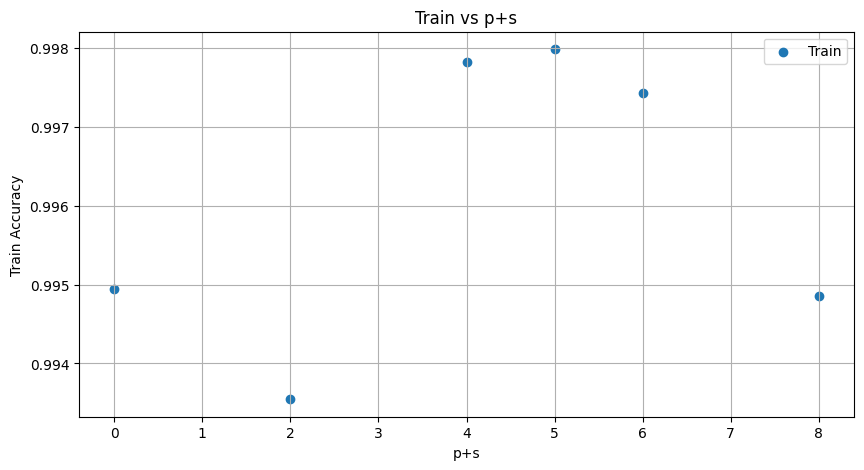 Train vs p+s
Train
Train Accuracy
0.998
0.997
0.996
0.995
0.994
0 1 2 3 4 5 6 7 8
p+s